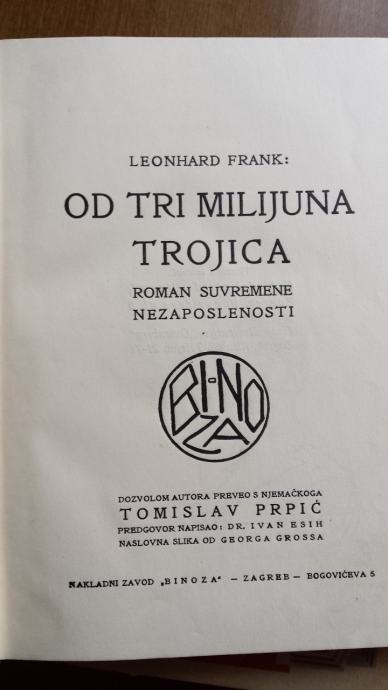 LEONHARD FRANK:
OD TRI MILIJUNA
TROJICA
ROMAN SUVREMENE
NEZAPOSLENOSTI
BI-NO
ZA
DOZVOLOM AUTORA PREVEO S NJEMAČKOGA
TOMISLAV PRPIĆ
PREDGOVOR NAPISAO: DR. IVAN ESIH
NASLOVNA SLIKA OD GEORGA GROSSA
NAKLADNI ZAVOD „BINOZA“ — ZAGREB — BOGOVIĆEVA 5